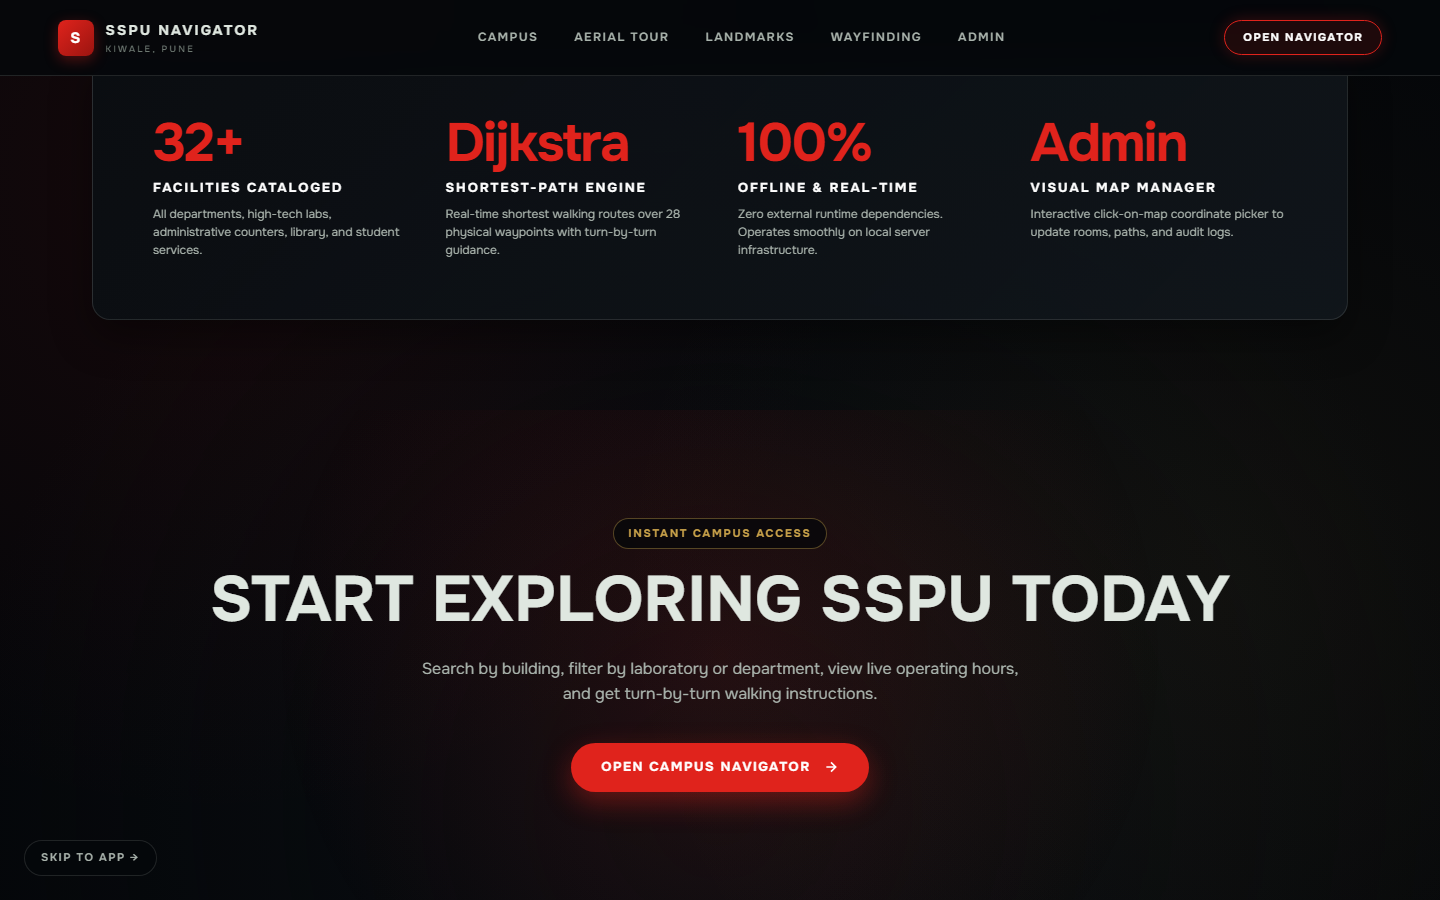 S
SSPU NAVIGATOR
KIWALE, PUNE
CAMPUS
AERIAL TOUR
LANDMARKS
WAYFINDING
ADMIN
OPEN NAVIGATOR
32+
FACILITIES CATALOGED
All departments, high-tech labs,
administrative counters, library, and student
services.
Dijkstra
SHORTEST-PATH ENGINE
Real-time shortest walking routes over 28
physical waypoints with turn-by-turn
guidance.
100%
OFFLINE & REAL-TIME
Zero external runtime dependencies.
Operates smoothly on local server
infrastructure.
Admin
VISUAL MAP MANAGER
Interactive click-on-map coordinate picker to
update rooms, paths, and audit logs.
INSTANT CAMPUS ACCESS
START EXPLORING SSPU TODAY
Search by building, filter by laboratory or department, view live operating hours,
and get turn-by-turn walking instructions.
OPEN CAMPUS NAVIGATOR →
SKIP TO APP →